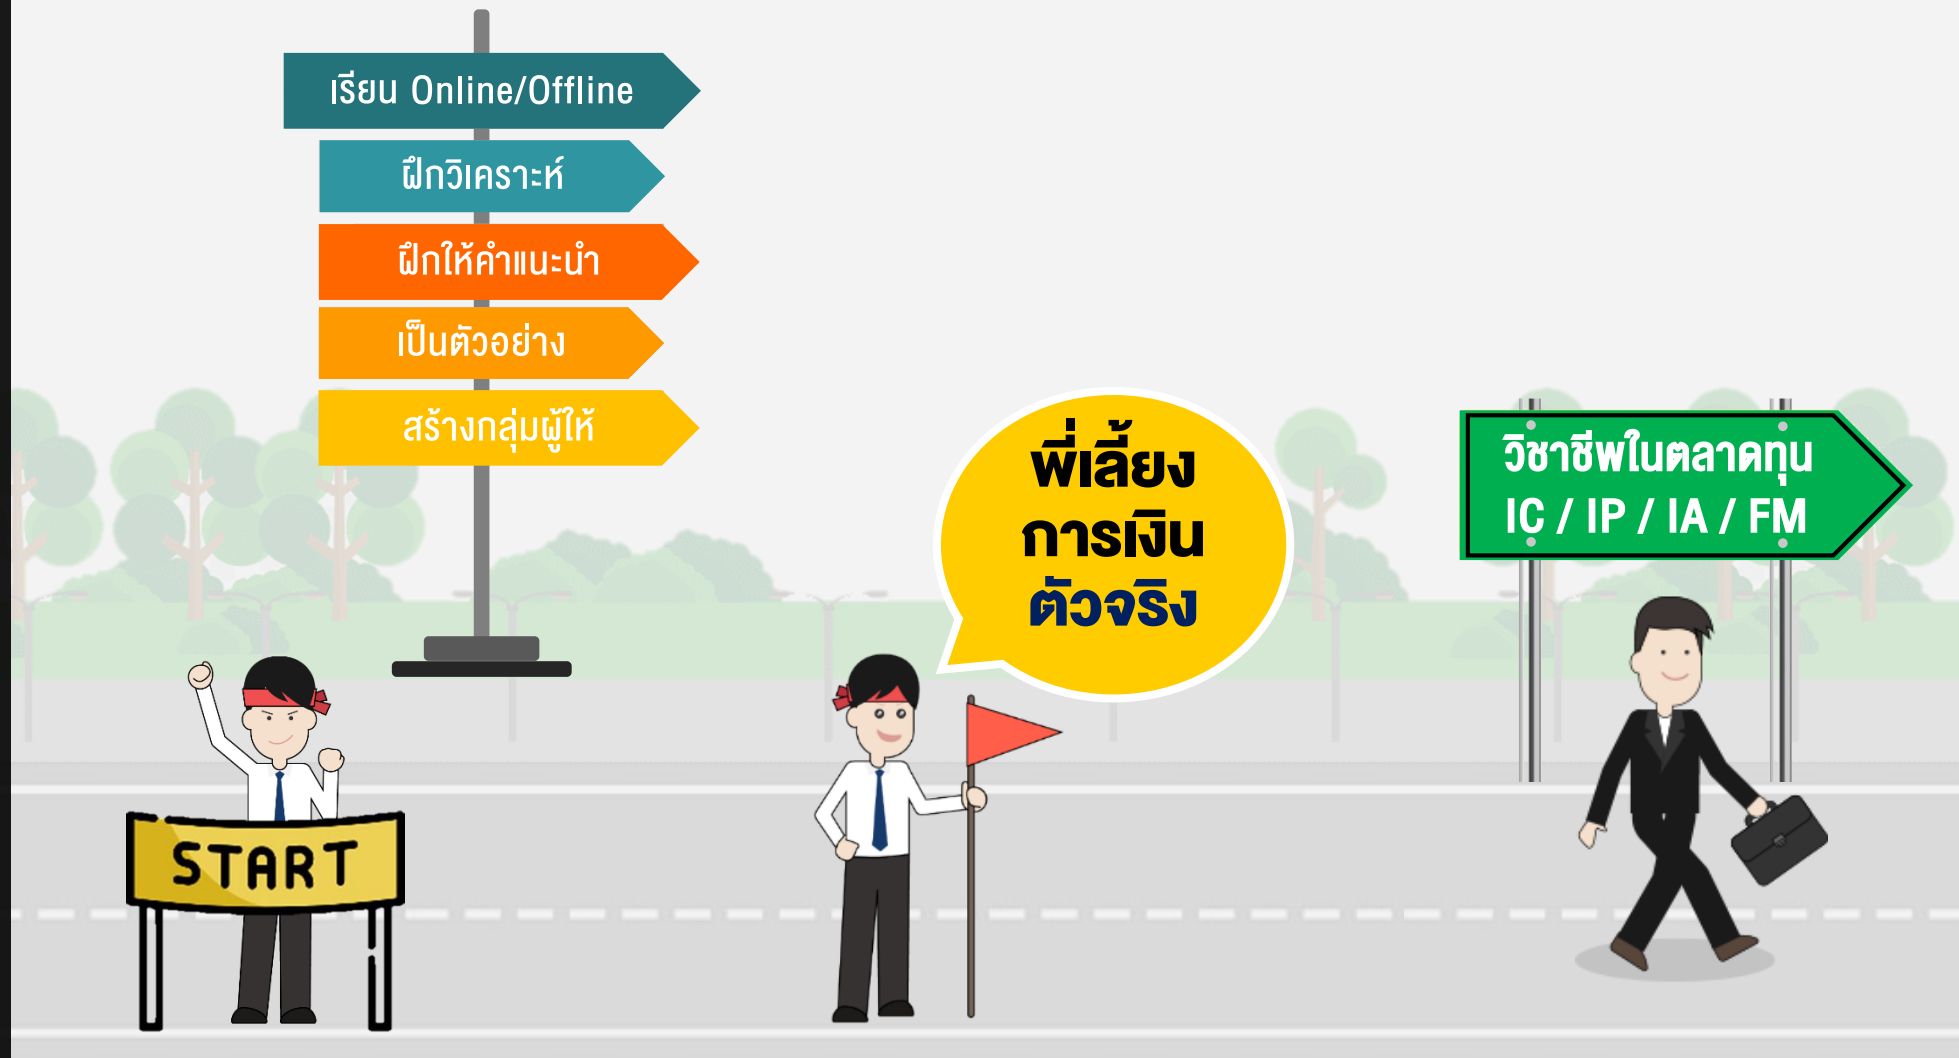 เรียน Online/Offline
ฝึกวิเคราะห์
ฝึกให้คำแนะนำ
เป็นตัวอย่าง
สร้างกลุ่มผู้ให้
พี่เลี้ยง
การเงิน
ตัวจริง
วิชาชีพในตลาดทุน
IC / IP / IA / FM
START